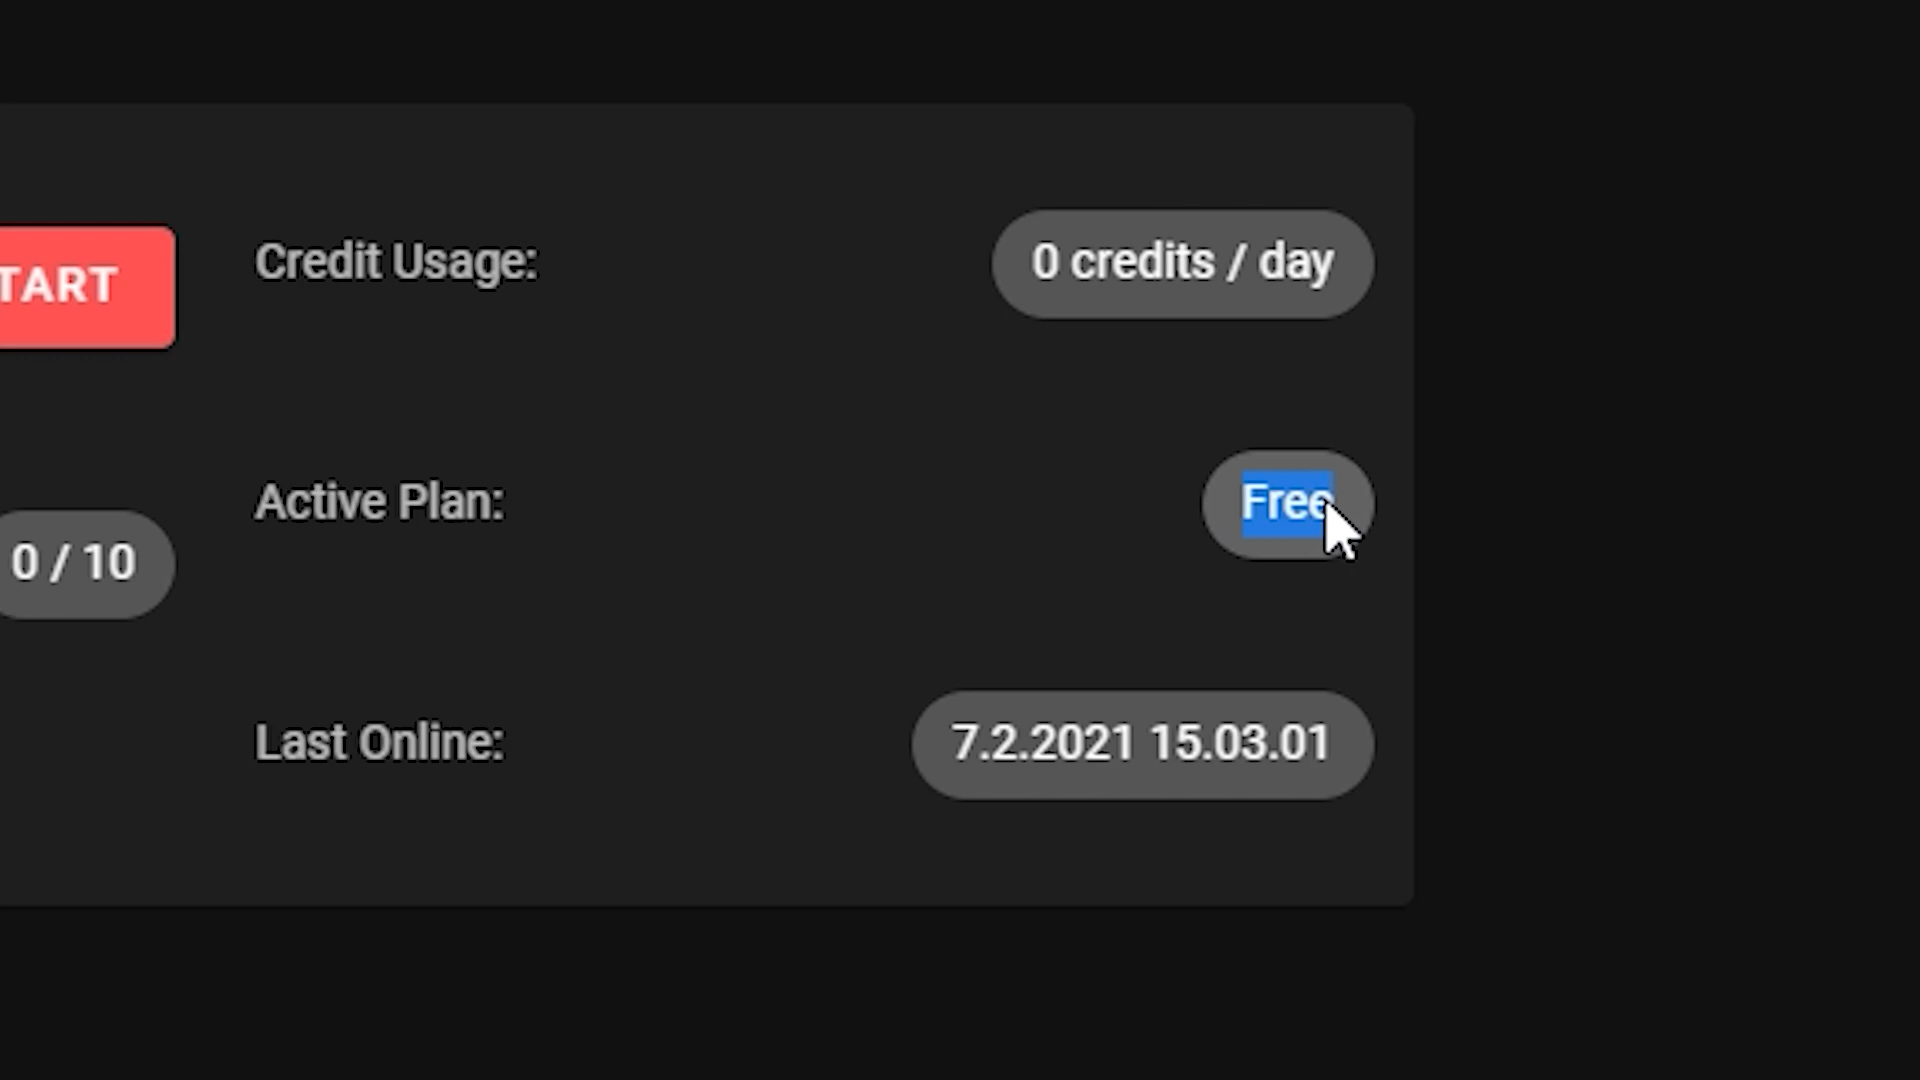 TART
Credit Usage:
0 credits / day
Active Plan:
Free
0 / 10
Last Online:
7.2.2021 15.03.01